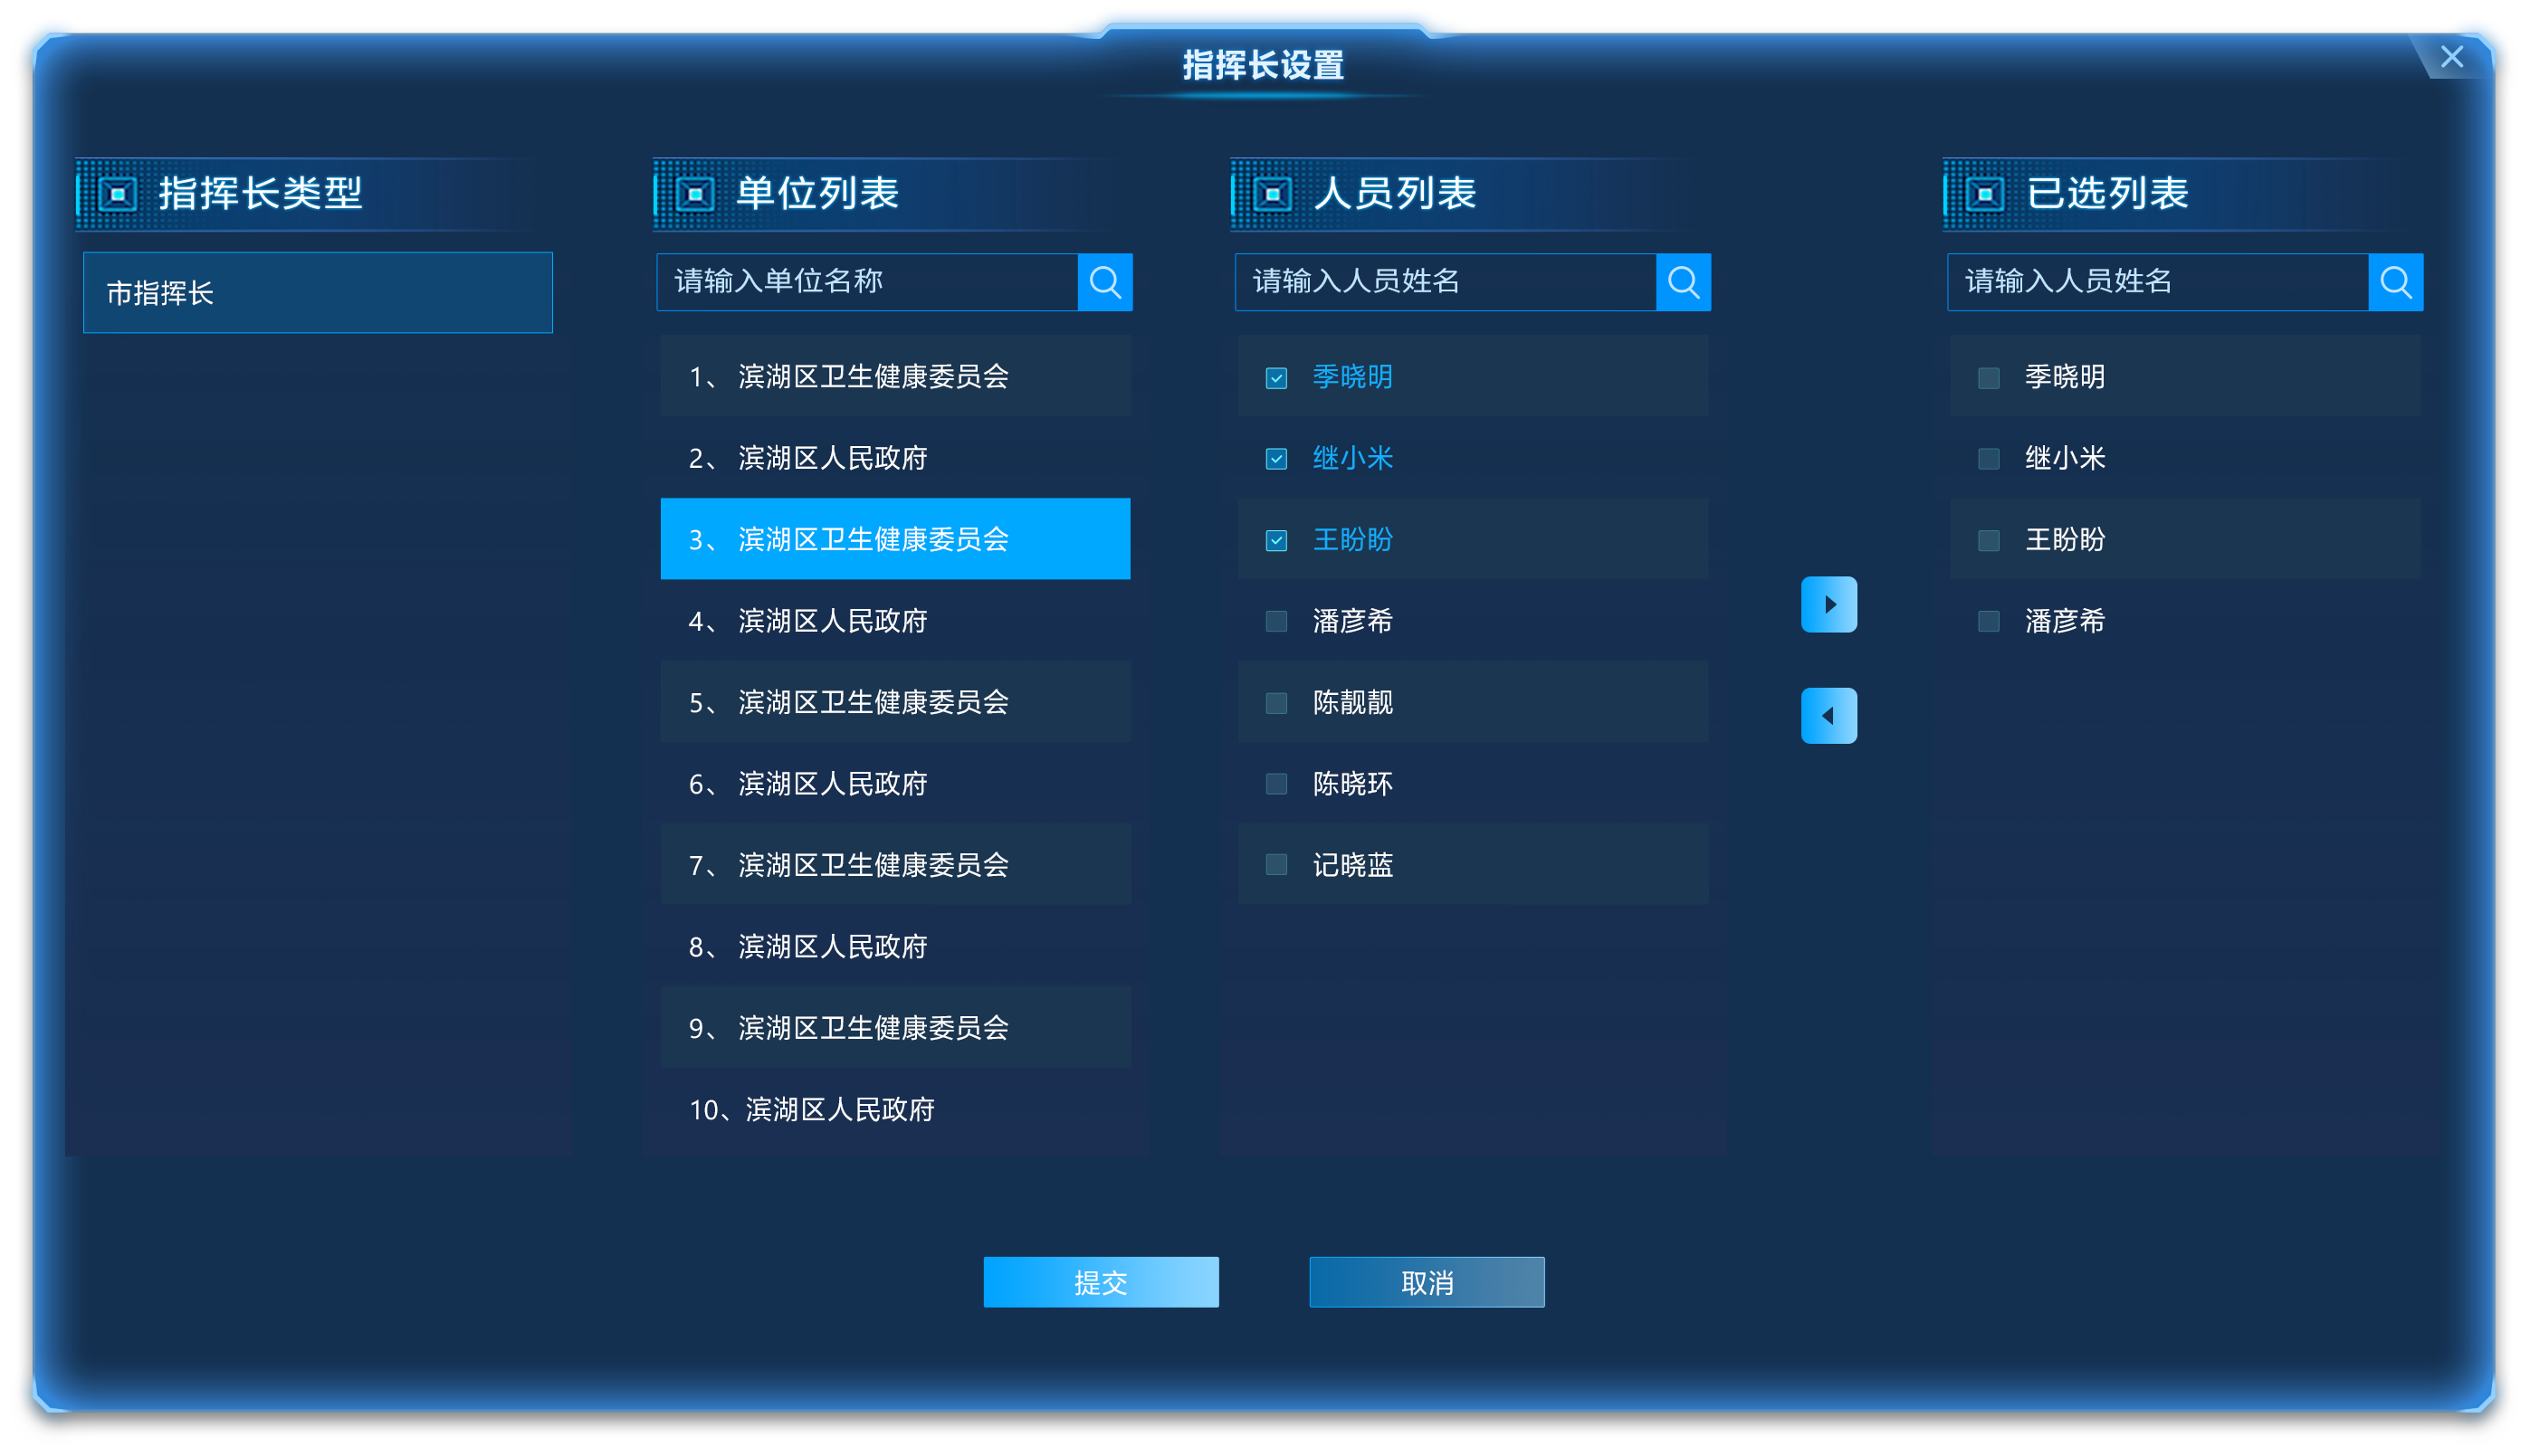 指挥长设置
指挥长类型
市指挥长
单位列表
请输入单位名称
1、 滨湖区卫生健康委员会
2、 滨湖区人民政府
3、 滨湖区卫生健康委员会
4、 滨湖区人民政府
5、 滨湖区卫生健康委员会
6、 滨湖区人民政府
7、 滨湖区卫生健康委员会
8、 滨湖区人民政府
9、 滨湖区卫生健康委员会
10、滨湖区人民政府
人员列表
请输入人员姓名
季晓明
继小米
王盼盼
潘彦希
陈靓靓
陈晓环
记晓蓝
已选列表
请输入人员姓名
季晓明
继小米
王盼盼
潘彦希
提交
取消